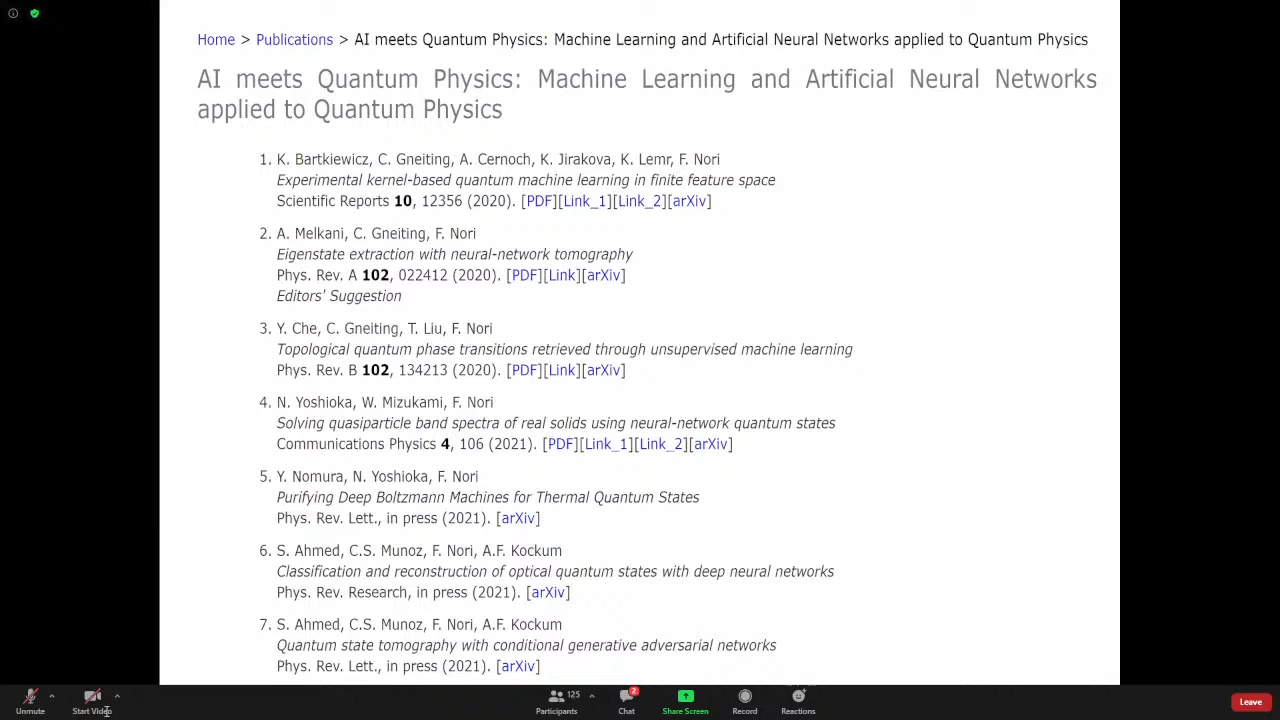 Home > Publications > AI meets Quantum Physics: Machine Learning and Artificial Neural Networks applied to Quantum Physics
AI meets Quantum Physics: Machine Learning and Artificial Neural Networks
applied to Quantum Physics
1. K. Bartkiewicz, C. Gneiting, A. Cernoch, K. Jirakova, K. Lemr, F. Nori
Experimental kernel-based quantum machine learning in finite feature space
Scientific Reports 10, 12356 (2020). [PDF][Link_1][Link_2][arXiv]
2. A. Melkani, C. Gneiting, F. Nori
Eigenstate extraction with neural-network tomography
Phys. Rev. A 102, 022412 (2020). [PDF][Link][arXiv]
Editors' Suggestion
3. Y. Che, C. Gneiting, T. Liu, F. Nori
Topological quantum phase transitions retrieved through unsupervised machine learning
Phys. Rev. B 102, 134213 (2020). [PDF][Link][arXiv]
4. N. Yoshioka, W. Mizukami, F. Nori
Solving quasiparticle band spectra of real solids using neural-network quantum states
Communications Physics 4, 106 (2021). [PDF][Link_1][Link_2][arXiv]
5. Y. Nomura, N. Yoshioka, F. Nori
Purifying Deep Boltzmann Machines for Thermal Quantum States
Phys. Rev. Lett., in press (2021). [arXiv]
6. S. Ahmed, C.S. Munoz, F. Nori, A.F. Kockum
Classification and reconstruction of optical quantum states with deep neural networks
Phys. Rev. Research, in press (2021). [arXiv]
7. S. Ahmed, C.S. Munoz, F. Nori, A.F. Kockum
Quantum state tomography with conditional generative adversarial networks
Phys. Rev. Lett., in press (2021). [arXiv]
125 2
Unmute Start Video Participants Chat Share Screen Record Reactions Leave